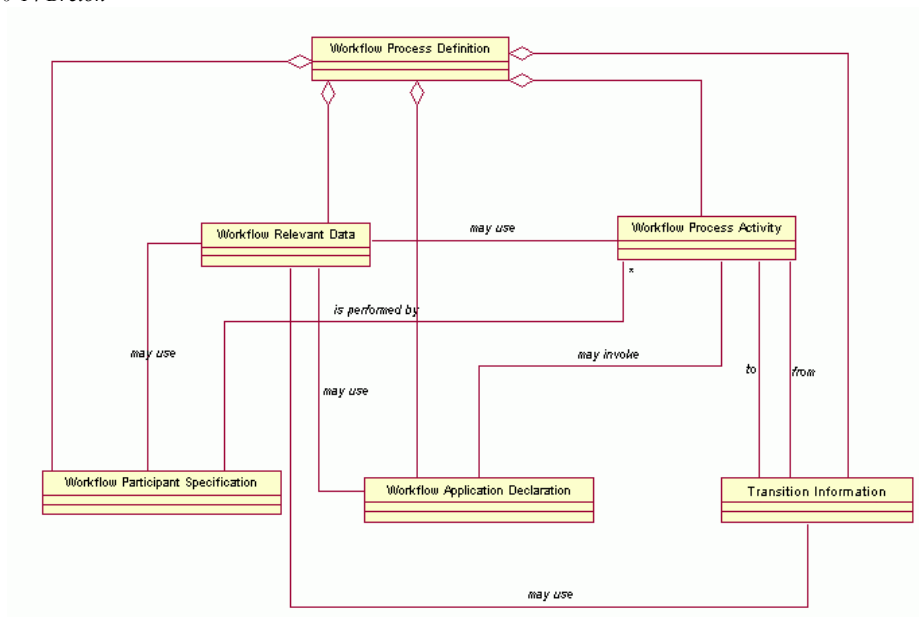 Workflow Process Definition
Workflow Relevant Data
may use
Workflow Process Activity
*
is performed by
may use
may invoke
may use
to
from
Workflow Participant Specification
Workflow Application Declaration
Transition Information
may use